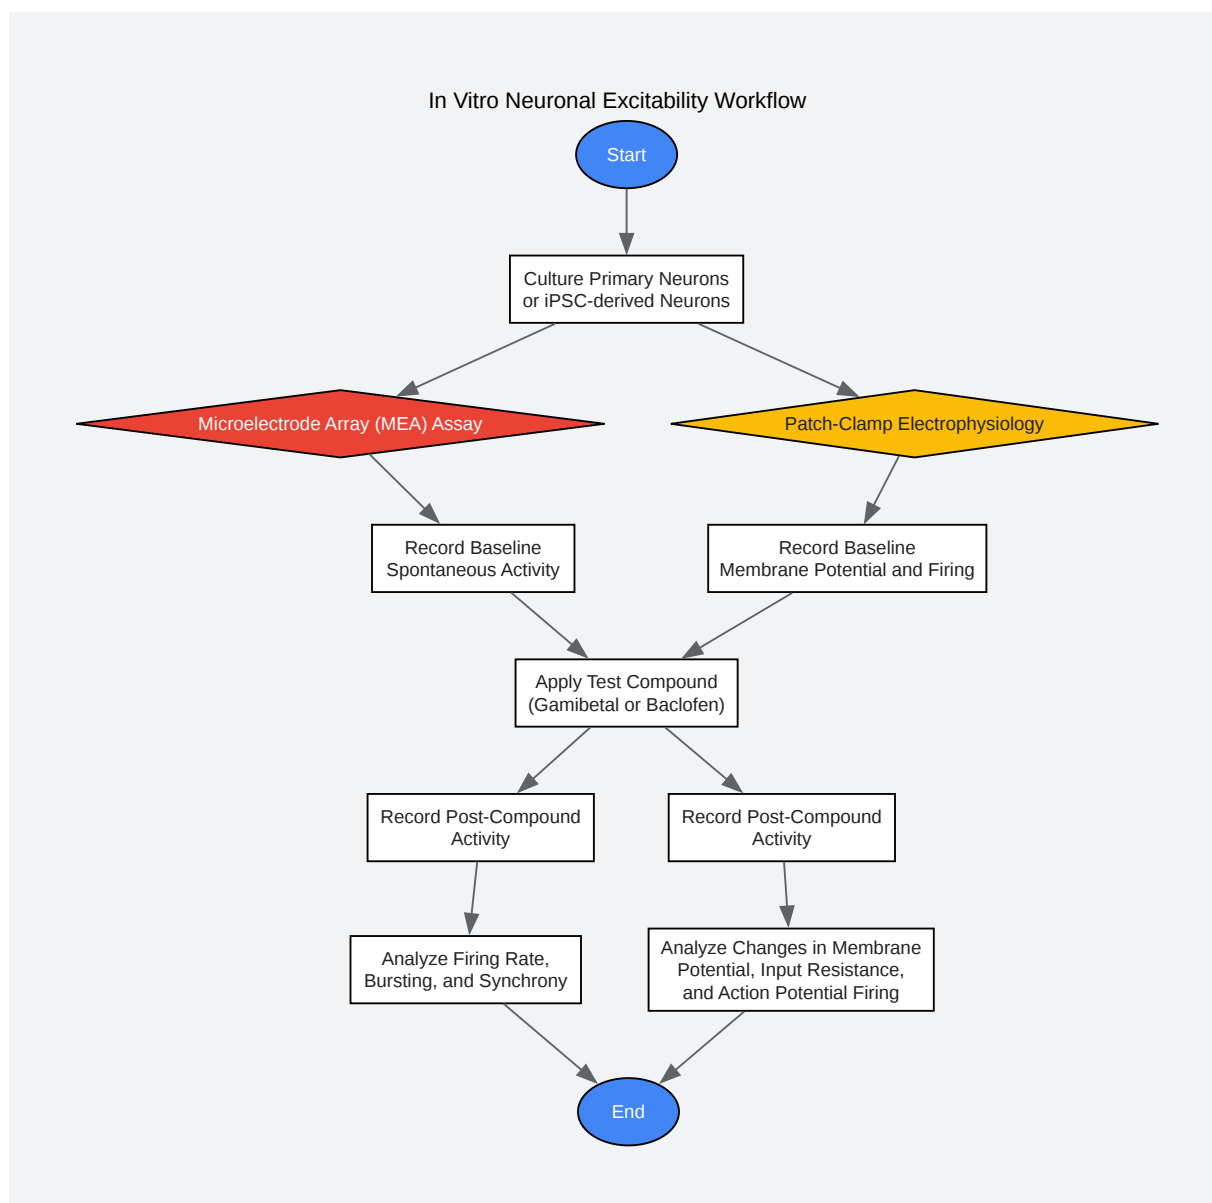 In Vitro Neuronal Excitability Workflow
Start
Culture Primary Neurons
or iPSC-derived Neurons
Microelectrode Array (MEA) Assay
Patch-Clamp Electrophysiology
Record Baseline
Spontaneous Activity
Record Baseline
Membrane Potential and Firing
Apply Test Compound
(Gamibetal or Baclofen)
Record Post-Compound
Activity
Record Post-Compound
Activity
Analyze Firing Rate,
Bursting, and Synchrony
Analyze Changes in Membrane
Potential, Input Resistance,
and Action Potential Firing
End